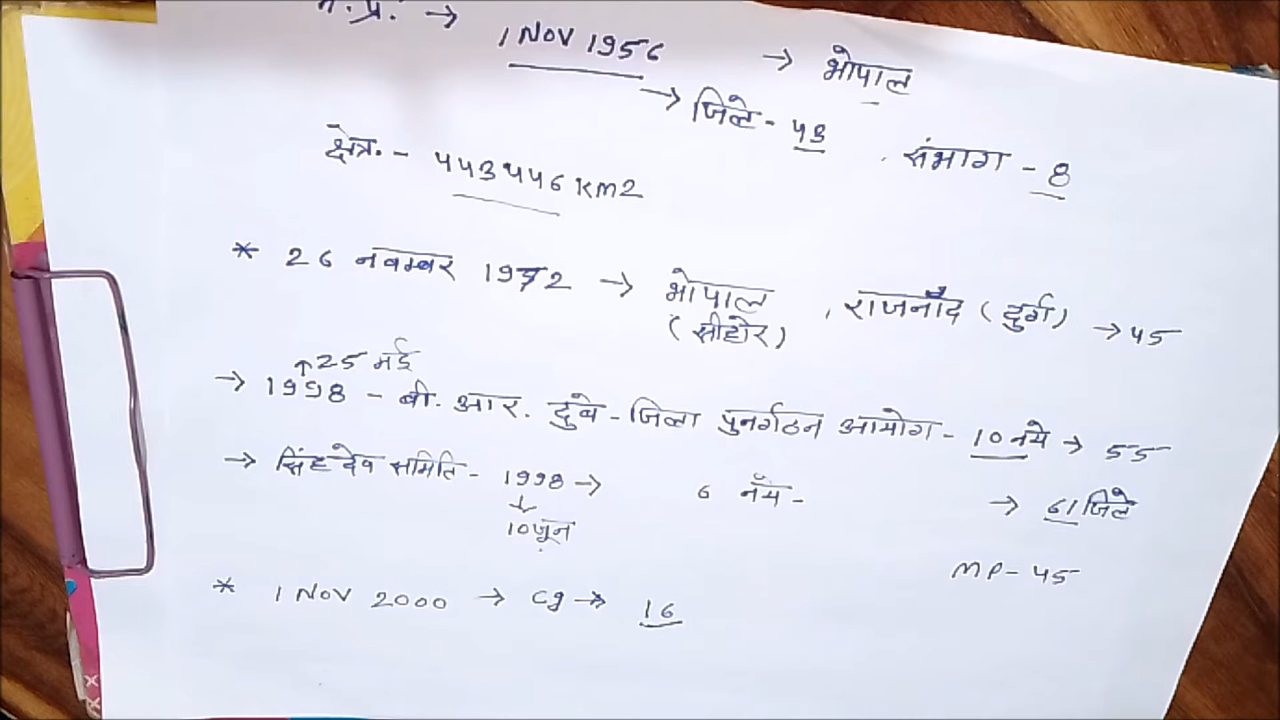 म.प्र. → 1 Nov 1956 → भोपाल
→ जिले - 43 , संभाग - 8
क्षेत्र. - 443446 km2
* 26 नवम्बर 1972 → भोपाल (सीहोर) , राजनाँद (दुर्ग) → 45
↑ 25 मई
→ 1998 - बी. आर. दुबे - जिला पुनर्गठन आयोग - 10 नये → 55
→ सिंहदेव समिति - 1998 → 6 नॅये - → 61 जिले
↓
10 जून
MP - 45
* 1 Nov 2000 → cg → 16